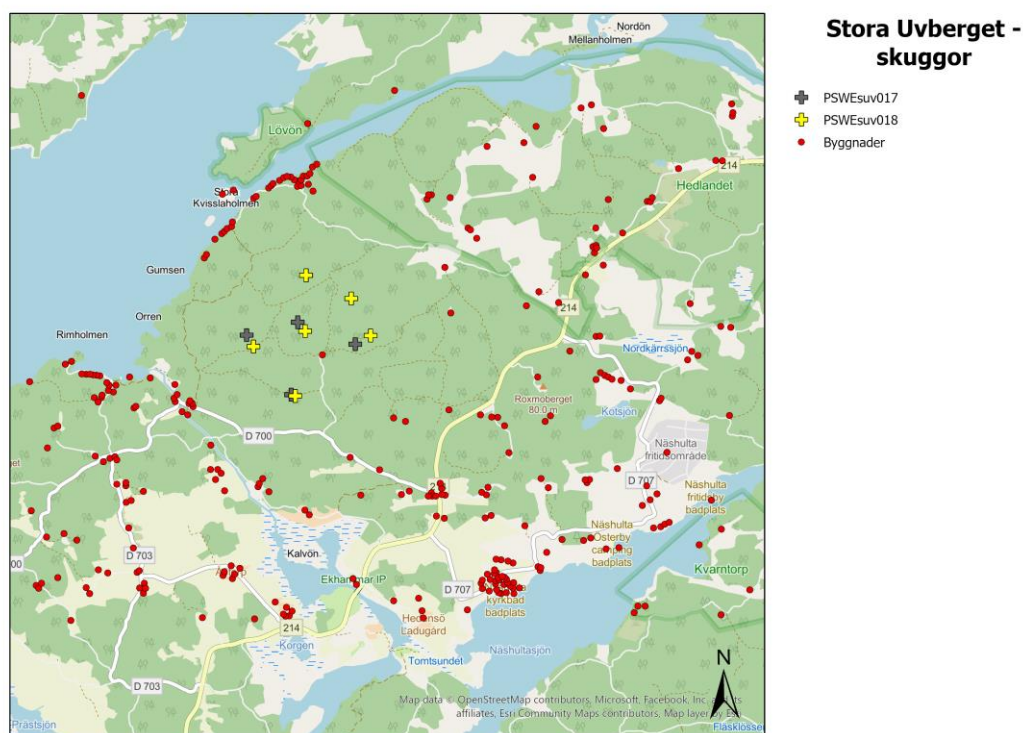 Stora Uvberget -
skuggor
PSWEsuv017
PSWEsuv018
Byggnader
Nordön
Mellanholmen
Lövön
214
Hedlandet
Stora
Kvisslaholmen
Gumsen
Orren
214
Rimholmen
Nordkärrssjön
Roxmoberget
80.0 m
Kotsjön
D 700
Näshulta
fritidsområde
D 707
Näshulta
fritidsby
badplats
Näshulta
Österby
camping
badplats
Kalvön
D 703
Ekhammar IP
D 707
kyrkbad
badplats
Kvarntorp
Hedensö
Ladugård
214
Korgen
Tomtsundet
Näshultasjön
D 703
N
Map data © OpenStreetMap contributors, Microsoft, Facebook, Inc.
affiliates, Esri Community Maps contributors, Map layer by Esri
Prästsjön
Flåsklösser